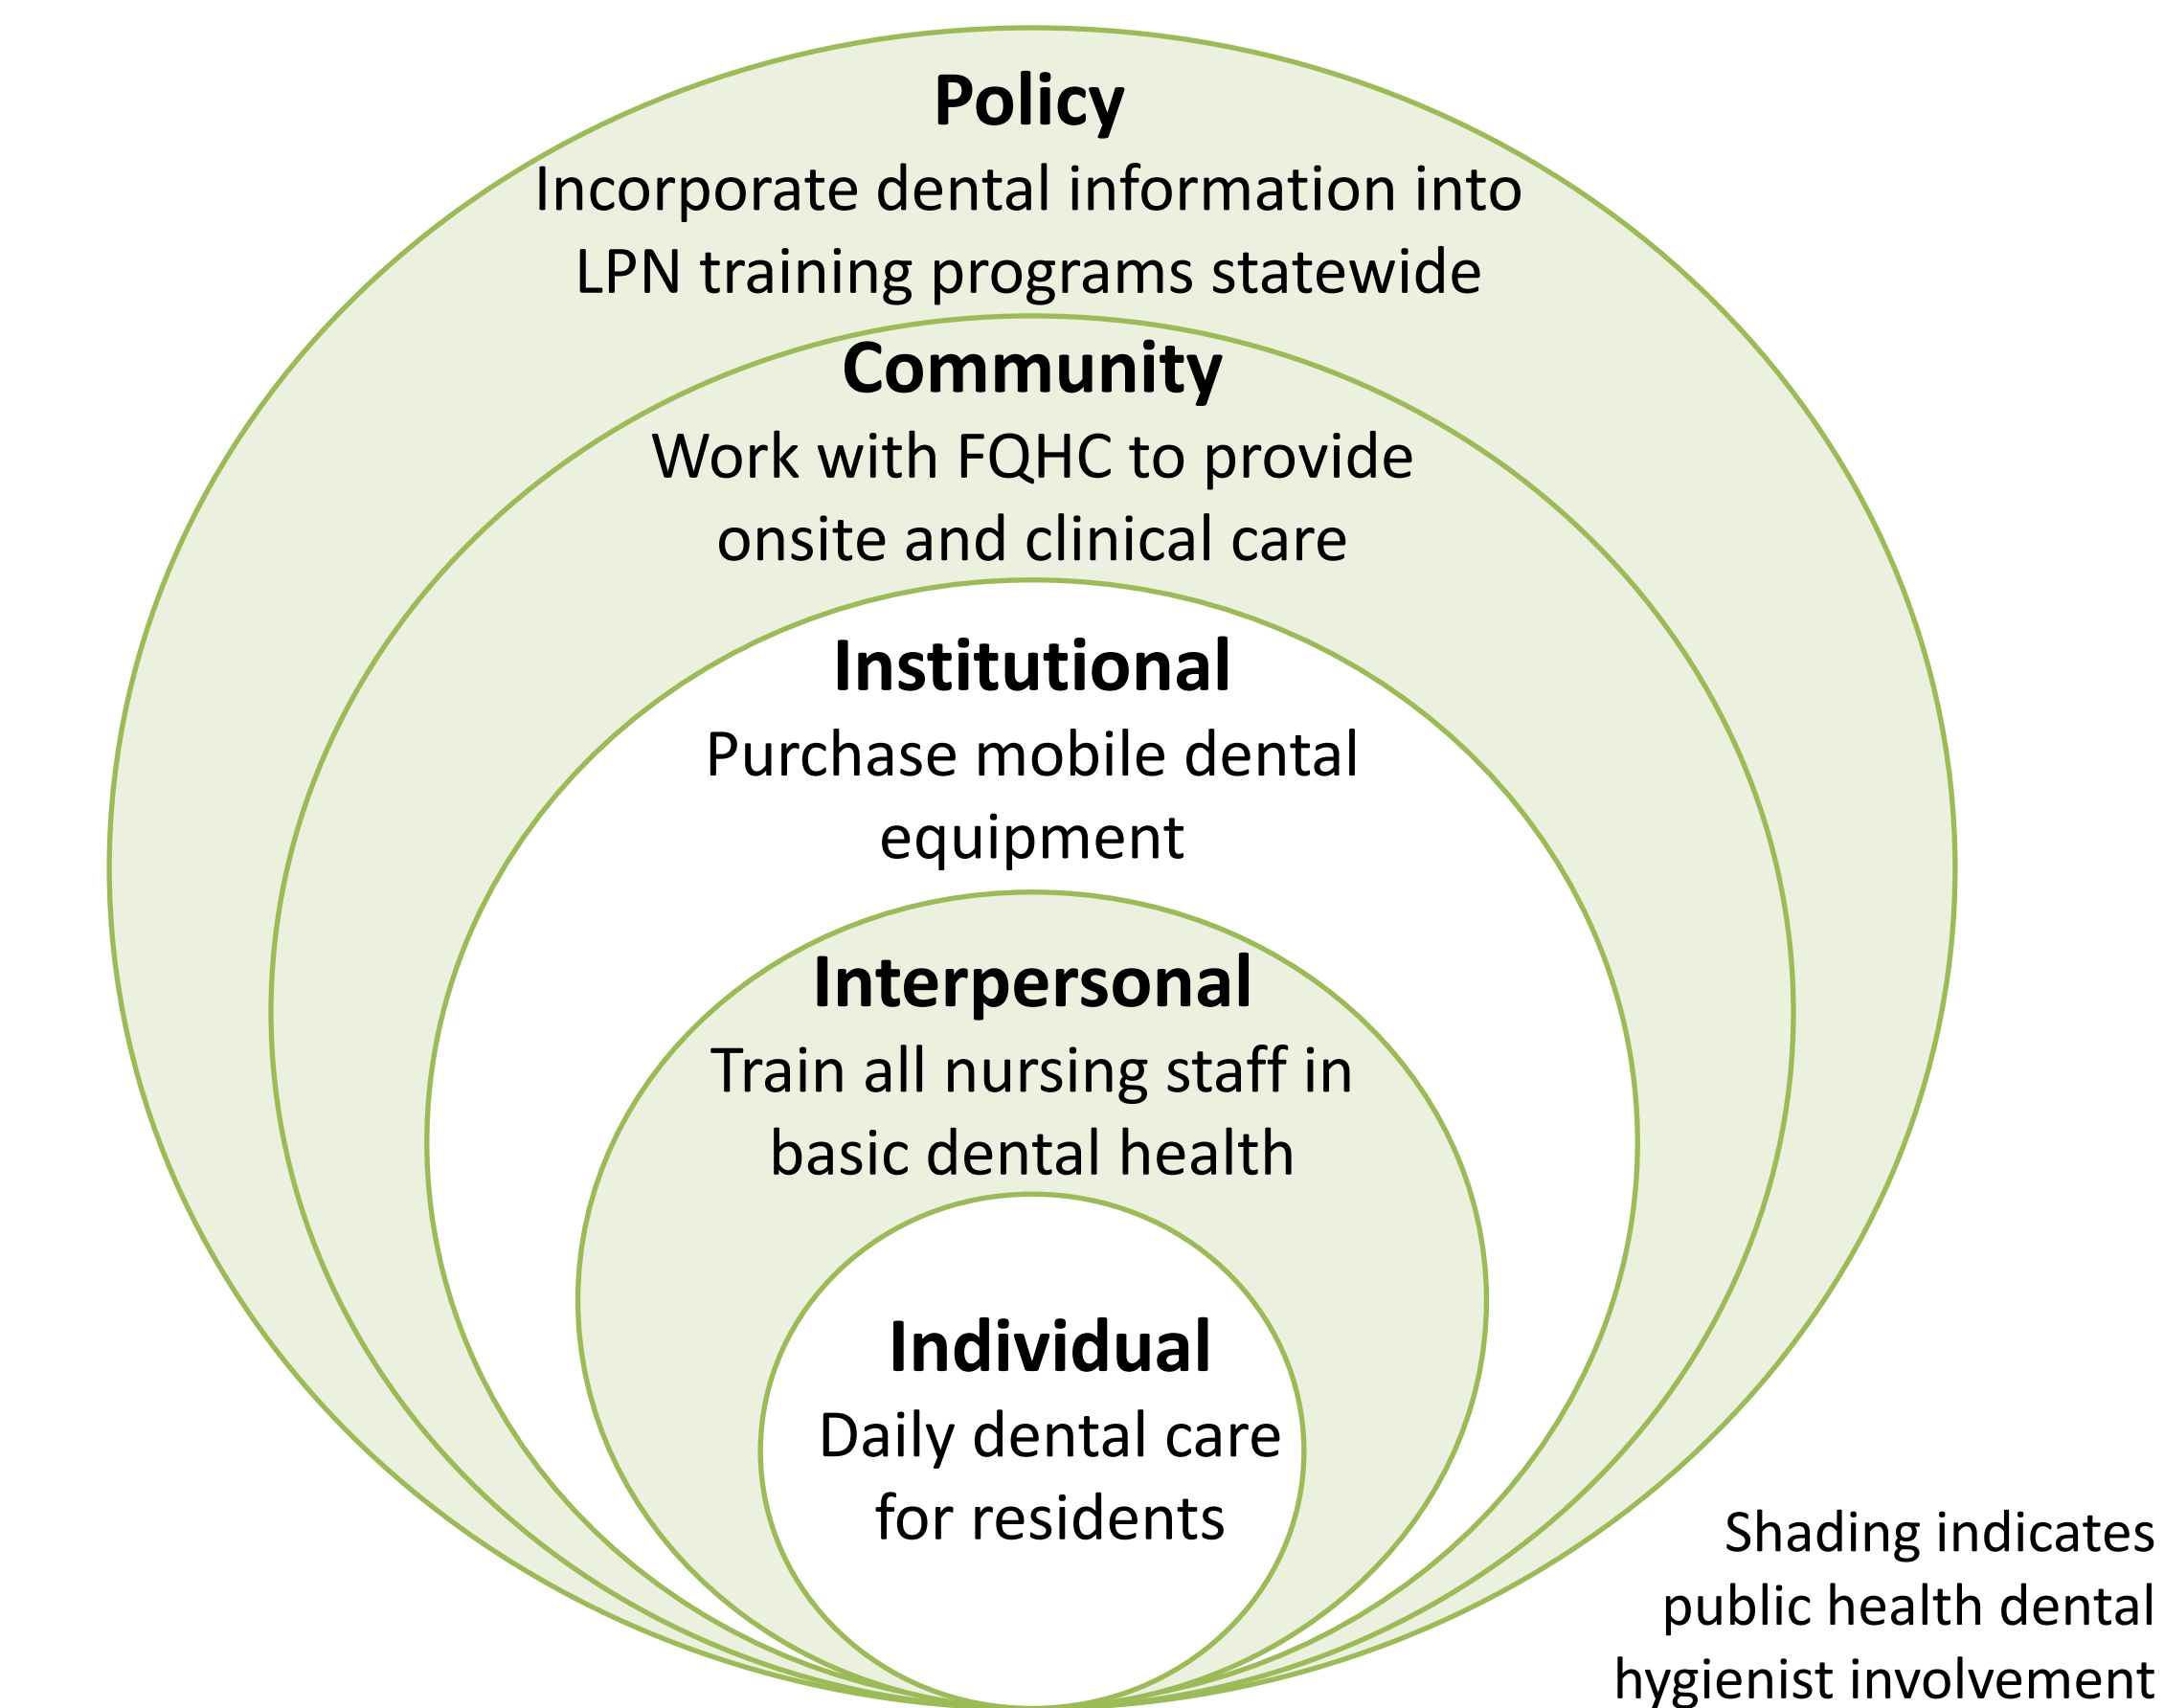 Policy
Incorporate dental information into
LPN training programs statewide
Community
Work with FQHC to provide
onsite and clinical care
Institutional
Purchase mobile dental
equipment
Interpersonal
Train all nursing staff in
basic dental health
Individual
Daily dental care
for residents
Shading indicates
public health dental
hygienist involvement